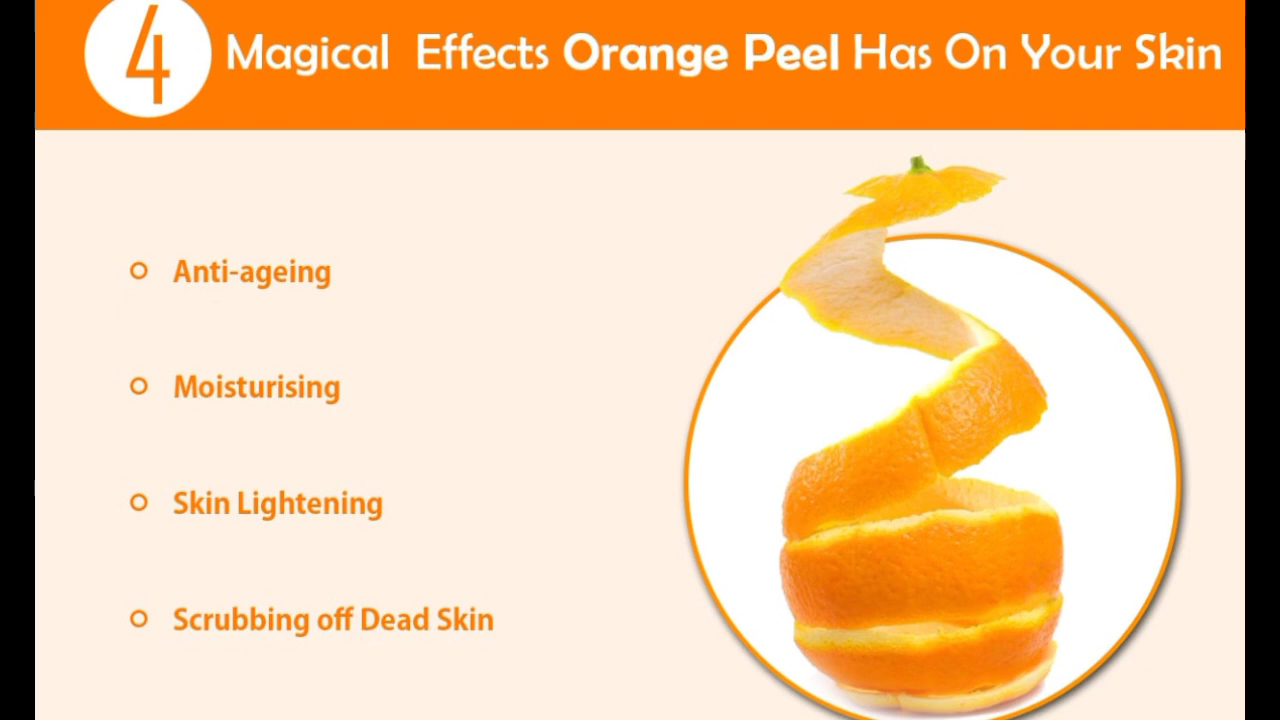 4 Magical Effects Orange Peel Has On Your Skin
Anti-ageing
Moisturising
Skin Lightening
Scrubbing off Dead Skin